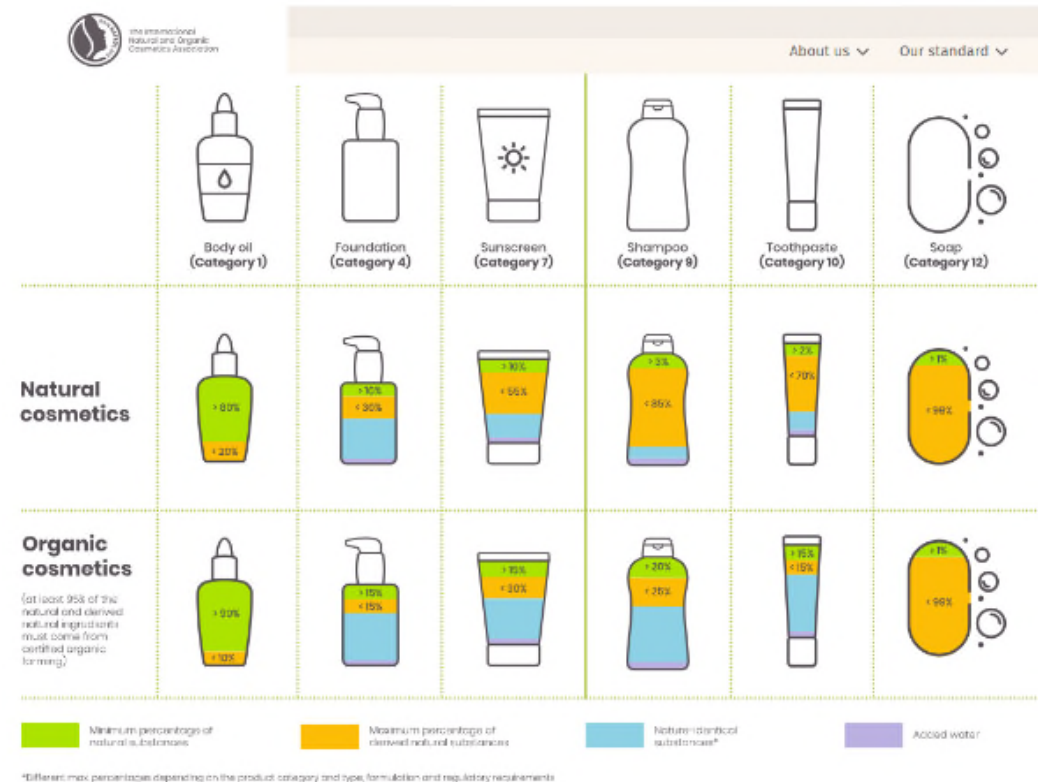 The International
Natural and Organic
Cosmetics Association
About us
Our standard
Body oil
(Category 1)
Foundation
(Category 4)
Sunscreen
(Category 7)
Shampoo
(Category 9)
Toothpaste
(Category 10)
Soap
(Category 12)
Natural
cosmetics
> 80%
< 20%
> 10%
< 30%
> 10%
< 55%
> 3%
< 85%
> 2%
< 70%
> 1%
< 98%
Organic
cosmetics
(at least 95% of the
natural and derived
natural ingredients
must come from
certified organic
farming)
> 90%
< 10%
> 15%
< 15%
> 15%
< 20%
> 20%
< 25%
> 15%
< 15%
> 1%
< 98%
Minimum percentage of
natural substances
Maximum percentage of
derived natural substances
Nature-identical
substances*
Added water
*Different max. percentages depending on the product category and type, formulation and regulatory requirements